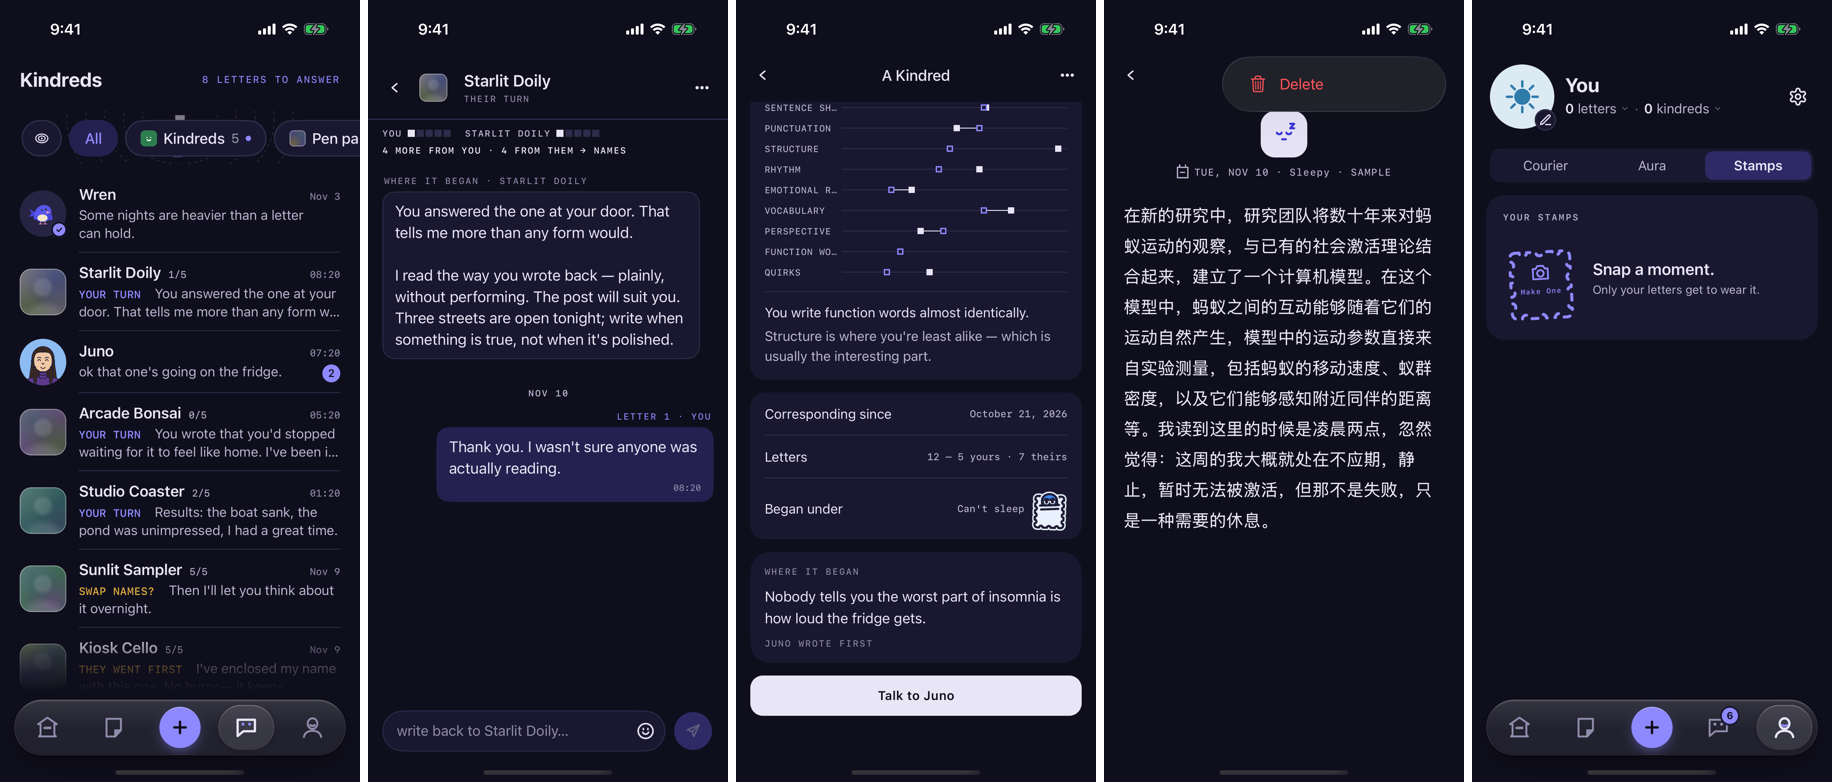 9:41
Kindreds
8 LETTERS TO ANSWER
All
Kindreds 5
Pen pa
Wren
Nov 3
Some nights are heavier than a letter
can hold.
Starlit Doily 1/5
08:20
YOUR TURN You answered the one at your
door. That tells me more than any form w...
Juno
07:20
ok that one's going on the fridge.
2
Arcade Bonsai 0/5
05:20
YOUR TURN You wrote that you'd stopped
waiting for it to feel like home. I've been i...
Studio Coaster 2/5
01:20
YOUR TURN Results: the boat sank, the
pond was unimpressed, I had a great time.
Sunlit Sampler 5/5
Nov 9
SWAP NAMES? Then I'll let you think about
it overnight.
Kiosk Cello 5/5
Nov 9
THEY WENT FIRST I've enclosed my name
with this one. No hurry — it keeps
9:41
Starlit Doily
THEIR TURN
YOU STARLIT DOILY
4 MORE FROM YOU · 4 FROM THEM → NAMES
WHERE IT BEGAN · STARLIT DOILY
You answered the one at your door. That
tells me more than any form would.
I read the way you wrote back — plainly,
without performing. The post will suit you.
Three streets are open tonight; write when
something is true, not when it's polished.
NOV 10
LETTER 1 · YOU
Thank you. I wasn't sure anyone was
actually reading.
08:20
write back to Starlit Doily...
9:41
A Kindred
SENTENCE SH...
PUNCTUATION
STRUCTURE
RHYTHM
EMOTIONAL R...
VOCABULARY
PERSPECTIVE
FUNCTION WO...
QUIRKS
You write function words almost identically.
Structure is where you're least alike — which is
usually the interesting part.
Corresponding since
October 21, 2026
Letters
12 — 5 yours · 7 theirs
Began under
Can't sleep
WHERE IT BEGAN
Nobody tells you the worst part of insomnia is
how loud the fridge gets.
JUNO WROTE FIRST
Talk to Juno
9:41
Delete
TUE, NOV 10 · Sleepy · SAMPLE
在新的研究中，研究团队将数十年来对蚂
蚁运动的观察，与已有的社会激活理论结
合起来，建立了一个计算机模型。在这个
模型中，蚂蚁之间的互动能够随着它们的
运动自然产生，模型中的运动参数直接来
自实验测量，包括蚂蚁的移动速度、蚁群
密度，以及它们能够感知附近同伴的距离
等。我读到这里的时候是凌晨两点，忽然
觉得：这周的我大概就处在不应期，静
止，暂时无法被激活，但那不是失败，只
是一种需要的休息。
9:41
You
0 letters · 0 kindreds
Courier
Aura
Stamps
YOUR STAMPS
Make One
Snap a moment.
Only your letters get to wear it.
6